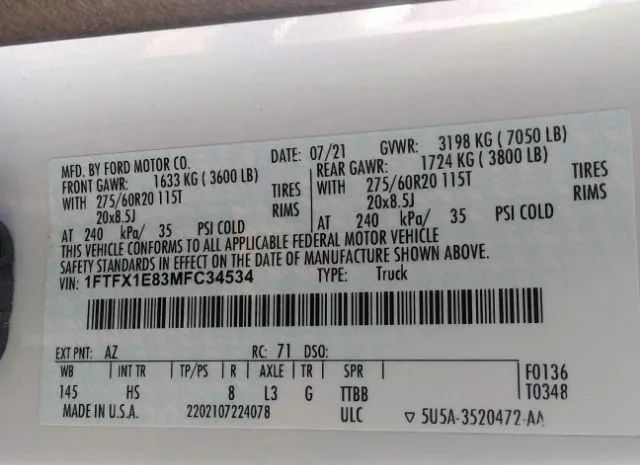 MFD. BY FORD MOTOR CO. DATE: 07/21 GVWR: 3198 KG ( 7050 LB)
FRONT GAWR: 1633 KG ( 3600 LB) REAR GAWR: 1724 KG ( 3800 LB)
WITH 275/60R20 115T TIRES WITH 275/60R20 115T TIRES
20x8.5J RIMS 20x8.5J RIMS
AT 240 kPa/ 35 PSI COLD AT 240 kPa/ 35 PSI COLD
THIS VEHICLE CONFORMS TO ALL APPLICABLE FEDERAL MOTOR VEHICLE
SAFETY STANDARDS IN EFFECT ON THE DATE OF MANUFACTURE SHOWN ABOVE.
VIN: 1FTFX1E83MFC34534 TYPE: Truck
EXT PNT: AZ RC: 71 DSO:
WB INT TR TP/PS R AXLE TR SPR F0136
145 HS 8 L3 G TTBB T0348
MADE IN U.S.A. 2202107224078 ULC ▽ 5U5A-3520472-AA